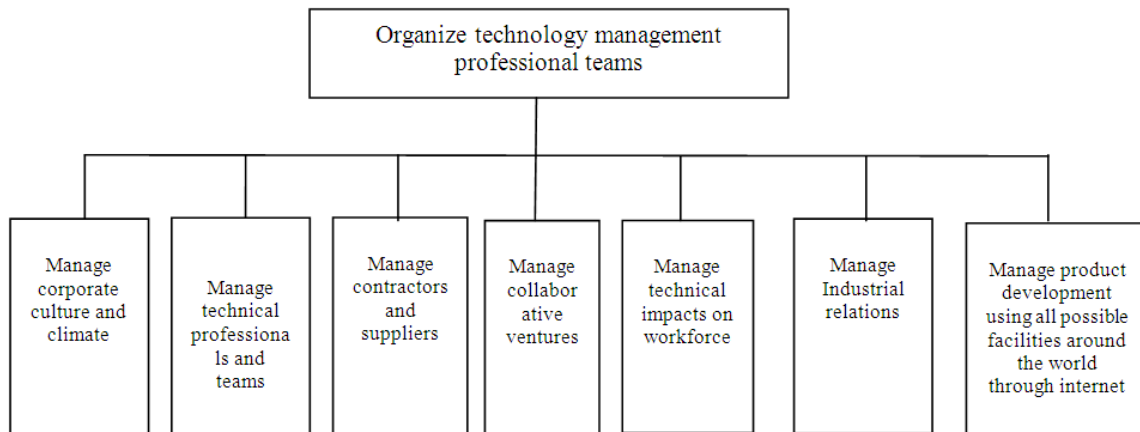 Organize technology management
professional teams
Manage
corporate
culture and
climate
Manage
technical
professiona
ls and
teams
Manage
contractors
and
suppliers
Manage
collabor
ative
ventures
Manage
technical
impacts on
workforce
Manage
Industrial
relations
Manage product
development
using all possible
facilities around
the world
through internet